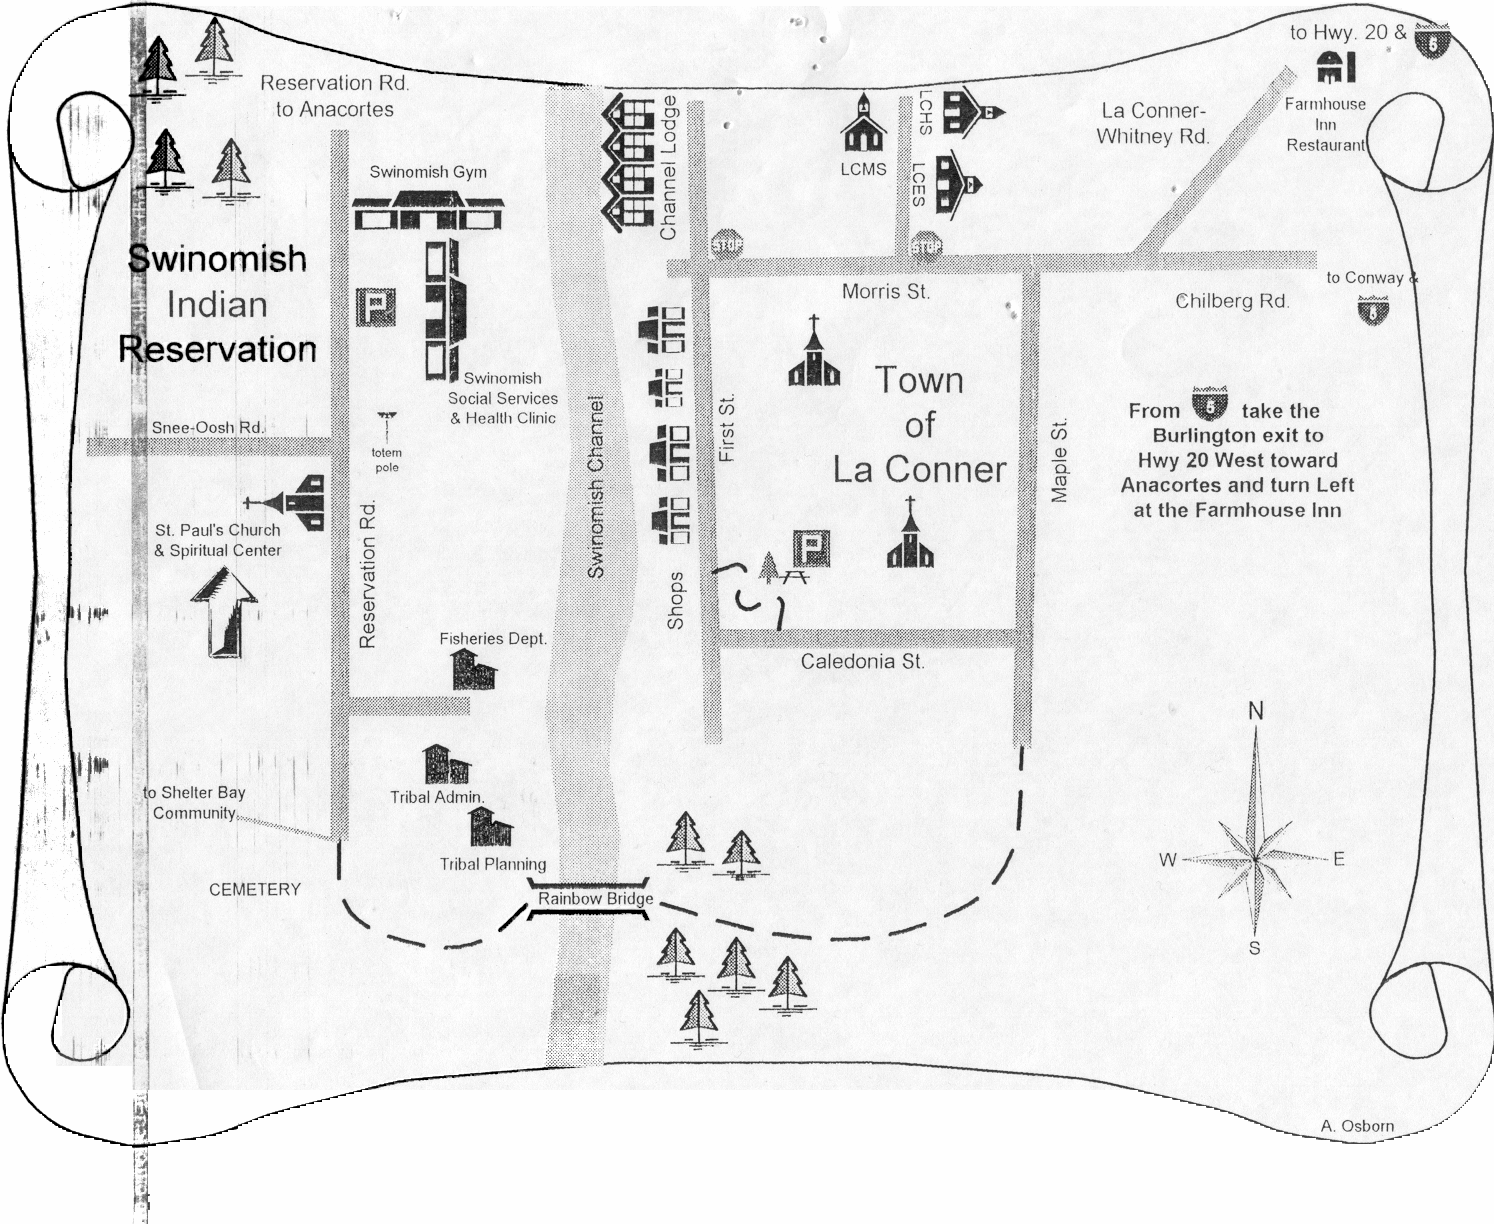 to Hwy. 20 & 5
Farmhouse
Inn
Restaurant
Reservation Rd.
to Anacortes
La Conner-
Whitney Rd.
Channel Lodge
LCMS
LCHS
LCES
Swinomish Gym
STOP
STOP
Swinomish
Indian
Reservation
P
Morris St.
Chilberg Rd.
to Conway &
5
Swinomish
Social Services
& Health Clinic
Town
of
La Conner
From 5 take the
Burlington exit to
Hwy 20 West toward
Anacortes and turn Left
at the Farmhouse Inn
Snee-Oosh Rd.
totem
pole
Swinomish Channel
First St.
Maple St.
St. Paul's Church
& Spiritual Center
Reservation Rd.
P
Shops
Fisheries Dept.
Caledonia St.
to Shelter Bay
Community
Tribal Admin.
Tribal Planning
CEMETERY
Rainbow Bridge
N
W
E
S
A. Osborn